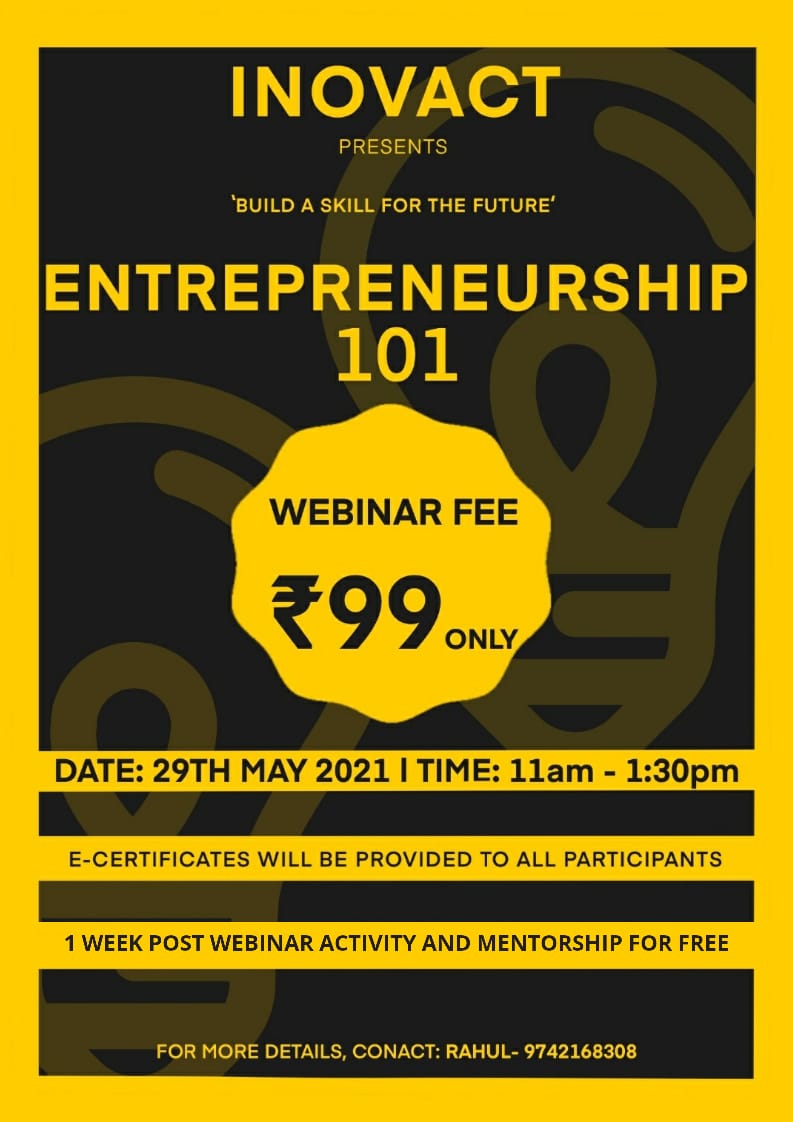 INOVACT
PRESENTS
‘BUILD A SKILL FOR THE FUTURE’
ENTREPRENEURSHIP
101
WEBINAR FEE
₹99 ONLY
DATE: 29TH MAY 2021 | TIME: 11am - 1:30pm
E-CERTIFICATES WILL BE PROVIDED TO ALL PARTICIPANTS
1 WEEK POST WEBINAR ACTIVITY AND MENTORSHIP FOR FREE
FOR MORE DETAILS, CONACT: RAHUL- 9742168308